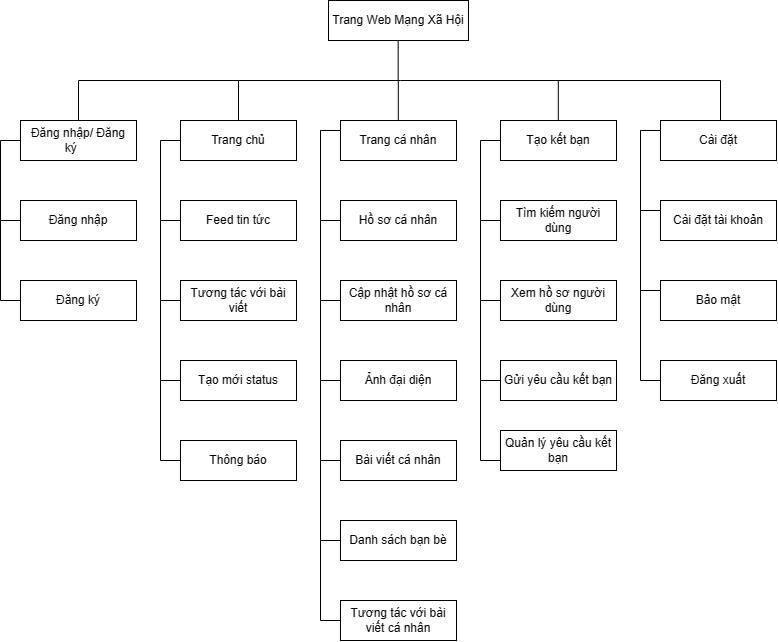 Trang Web Mạng Xã Hội
Đăng nhập/ Đăng
ký
Đăng nhập
Đăng ký
Trang chủ
Feed tin tức
Tương tác với bài
viết
Tạo mới status
Thông báo
Trang cá nhân
Hồ sơ cá nhân
Cập nhật hồ sơ cá
nhân
Ảnh đại diện
Bài viết cá nhân
Danh sách bạn bè
Tương tác với bài
viết cá nhân
Tạo kết bạn
Tìm kiếm người
dùng
Xem hồ sơ người
dùng
Gửi yêu cầu kết bạn
Quản lý yêu cầu kết
bạn
Cài đặt
Cài đặt tài khoản
Bảo mật
Đăng xuất